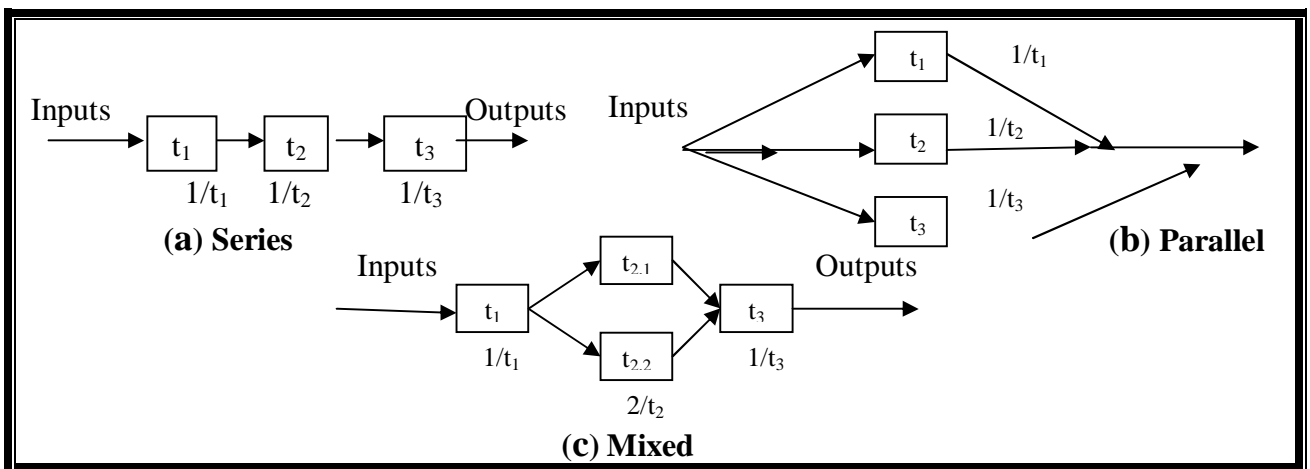 Inputs
Outputs
t₁
t₂
t₃
1/t₁
1/t₂
1/t₃
(a) Series
Inputs
t₁
t₂
t₃
1/t₁
1/t₂
1/t₃
(b) Parallel
Inputs
Outputs
t₁
t₂.₁
t₂.₂
t₃
1/t₁
2/t₂
1/t₃
(c) Mixed